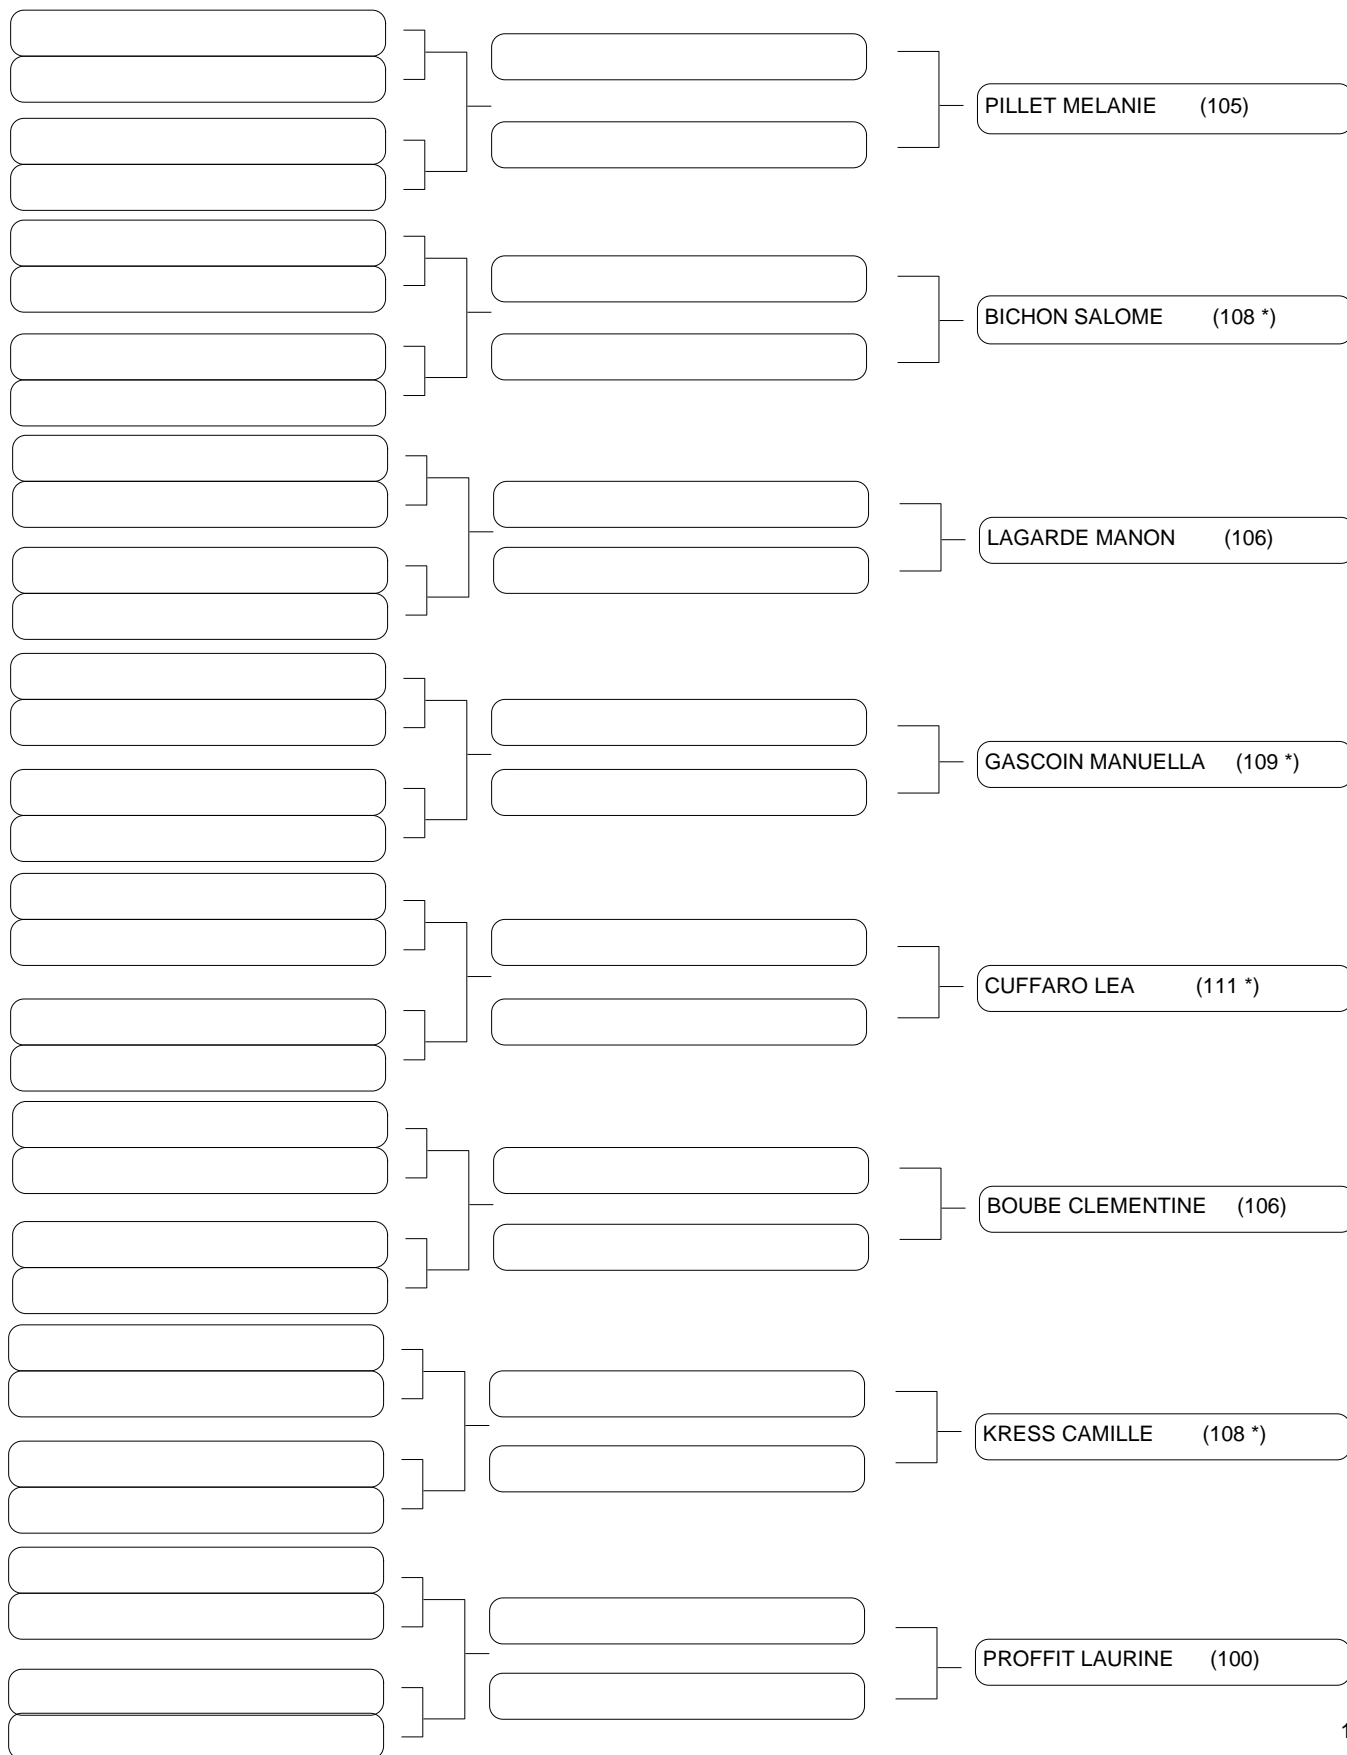 PILLET MELANIE (105)
BICHON SALOME (108 *)
LAGARDE MANON (106)
GASCOIN MANUELLA (109 *)
CUFFARO LEA (111 *)
BOUBE CLEMENTINE (106)
KRESS CAMILLE (108 *)
PROFFIT LAURINE (100)